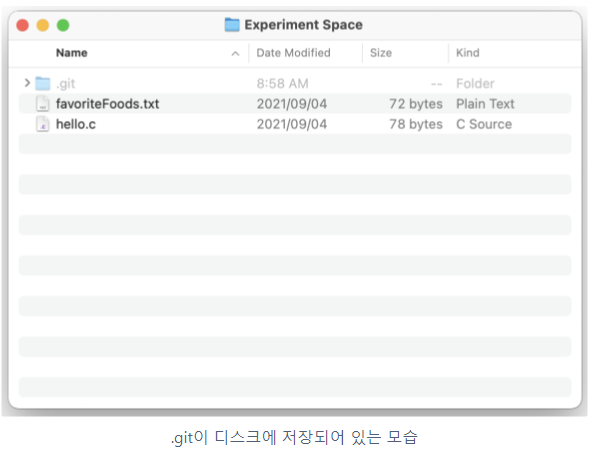 Experiment Space
Name Date Modified Size Kind
.git 8:58 AM -- Folder
favoriteFoods.txt 2021/09/04 72 bytes Plain Text
hello.c 2021/09/04 78 bytes C Source
.git이 디스크에 저장되어 있는 모습